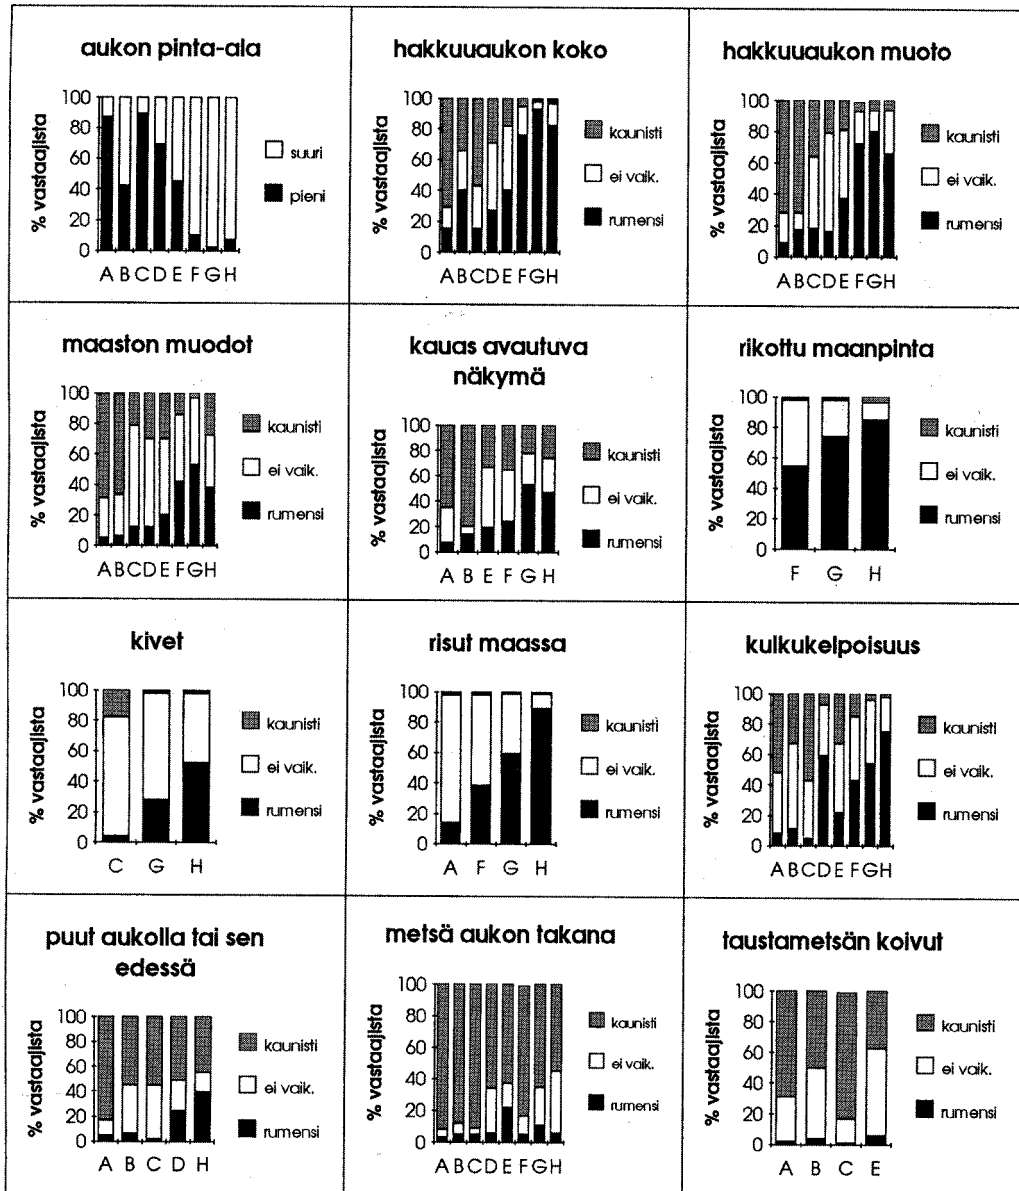 aukon pinta-ala
% vastaajista
100
80
60
40
20
0
A B C D E F G H
suuri
pieni
hakkuuaukon koko
% vastaajista
100
80
60
40
20
0
A B C D E F G H
kaunisti
ei vaik.
rumensi
hakkuuaukon muoto
% vastaajista
100
80
60
40
20
0
A B C D E F G H
kaunisti
ei vaik.
rumensi
maaston muodot
% vastaajista
100
80
60
40
20
0
A B C D E F G H
kaunisti
ei vaik.
rumensi
kauas avautuva
näkymä
% vastaajista
100
80
60
40
20
0
A B E F G H
kaunisti
ei vaik.
rumensi
rikottu maanpinta
% vastaajista
100
80
60
40
20
0
F G H
kaunisti
ei vaik.
rumensi
kivet
% vastaajista
100
80
60
40
20
0
C G H
kaunisti
ei vaik.
rumensi
risut maassa
% vastaajista
100
80
60
40
20
0
A F G H
kaunisti
ei vaik.
rumensi
kulkukelpoisuus
% vastaajista
100
80
60
40
20
0
A B C D E F G H
kaunisti
ei vaik.
rumensi
puut aukolla tai sen
edessä
% vastaajista
100
80
60
40
20
0
A B C D H
kaunisti
ei vaik.
rumensi
metsä aukon takana
% vastaajista
100
80
60
40
20
0
A B C D E F G H
kaunisti
ei vaik.
rumensi
taustametsän koivut
% vastaajista
100
80
60
40
20
0
A B C E
kaunisti
ei vaik.
rumensi